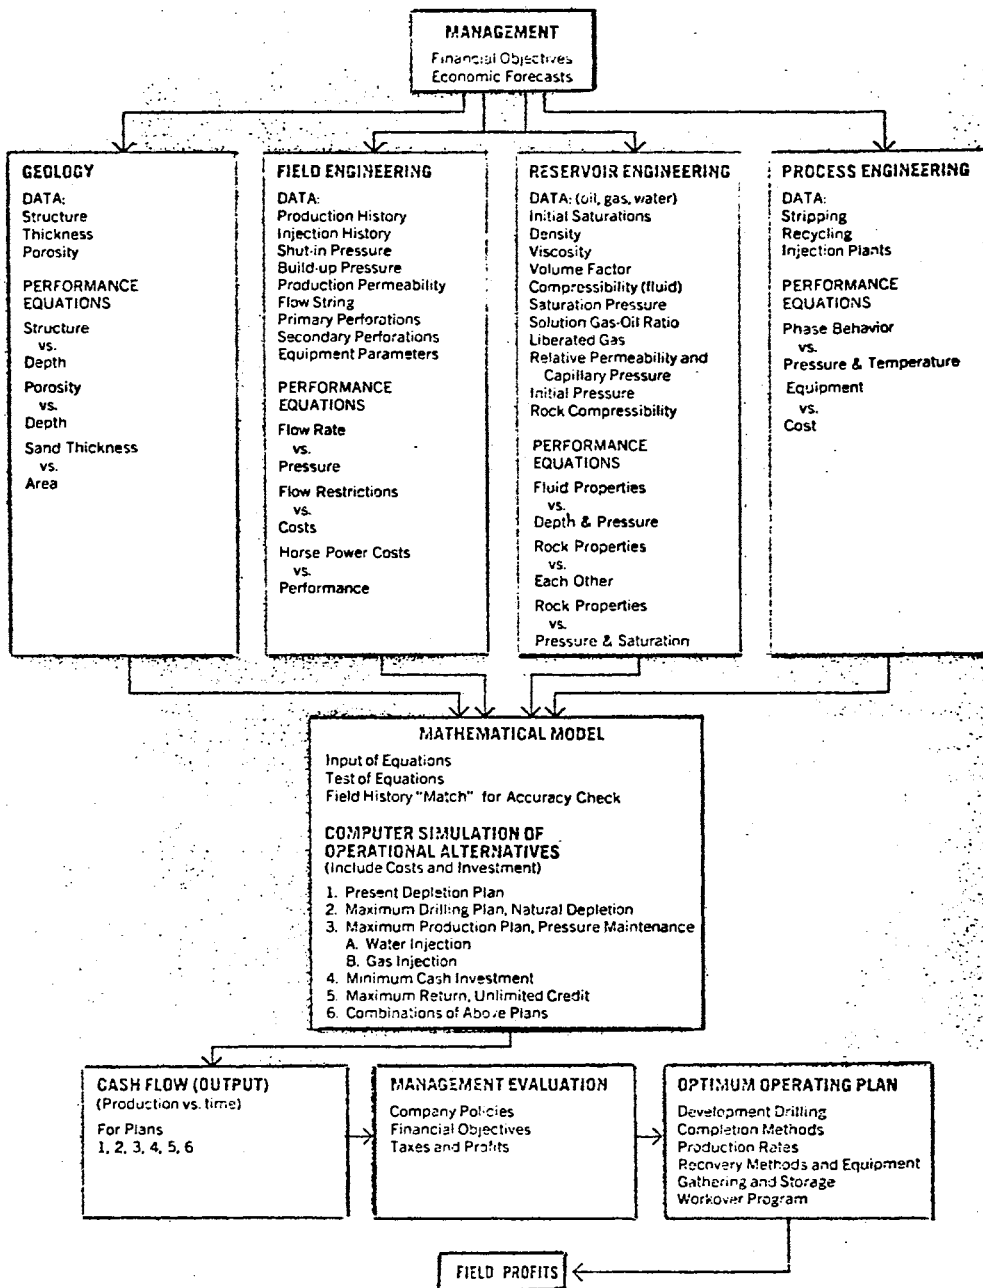 MANAGEMENT
Financial Objectives
Economic Forecasts
GEOLOGY
DATA:
Structure
Thickness
Porosity
PERFORMANCE
EQUATIONS
Structure
vs.
Depth
Porosity
vs.
Depth
Sand Thickness
vs.
Area
FIELD ENGINEERING
DATA:
Production History
Injection History
Shut-in Pressure
Build-up Pressure
Production Permeability
Flow String
Primary Perforations
Secondary Perforations
Equipment Parameters
PERFORMANCE
EQUATIONS
Flow Rate
vs.
Pressure
Flow Restrictions
vs.
Costs
Horse Power Costs
vs.
Performance
RESERVOIR ENGINEERING
DATA: (oil, gas, water)
Initial Saturations
Density
Viscosity
Volume Factor
Compressibility (fluid)
Saturation Pressure
Solution Gas-Oil Ratio
Liberated Gas
Relative Permeability and
Capillary Pressure
Initial Pressure
Rock Compressibility
PERFORMANCE
EQUATIONS
Fluid Properties
vs.
Depth & Pressure
Rock Properties
vs.
Each Other
Rock Properties
vs.
Pressure & Saturation
PROCESS ENGINEERING
DATA:
Stripping
Recycling
Injection Plants
PERFORMANCE
EQUATIONS
Phase Behavior
vs.
Pressure & Temperature
Equipment
vs.
Cost
MATHEMATICAL MODEL
Input of Equations
Test of Equations
Field History "Match" for Accuracy Check
COMPUTER SIMULATION OF
OPERATIONAL ALTERNATIVES
(Include Costs and Investment)
1. Present Depletion Plan
2. Maximum Drilling Plan, Natural Depletion
3. Maximum Production Plan, Pressure Maintenance
A. Water Injection
B. Gas Injection
4. Minimum Cash Investment
5. Maximum Return, Unlimited Credit
6. Combinations of Above Plans
CASH FLOW (OUTPUT)
(Production vs. time)
For Plans
1, 2, 3, 4, 5, 6
MANAGEMENT EVALUATION
Company Policies
Financial Objectives
Taxes and Profits
OPTIMUM OPERATING PLAN
Development Drilling
Completion Methods
Production Rates
Recovery Methods and Equipment
Gathering and Storage
Workover Program
FIELD PROFITS